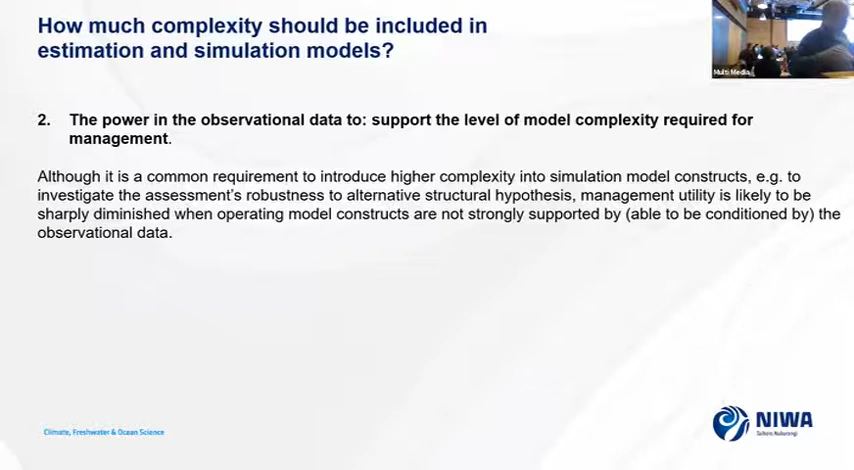 How much complexity should be included in
estimation and simulation models?
Multi Media
2. The power in the observational data to: support the level of model complexity required for
management.
Although it is a common requirement to introduce higher complexity into simulation model constructs, e.g. to
investigate the assessment's robustness to alternative structural hypothesis, management utility is likely to be
sharply diminished when operating model constructs are not strongly supported by (able to be conditioned by) the
observational data.
Climate, Freshwater & Ocean Science
NIWA
Taihoro Nukurangi